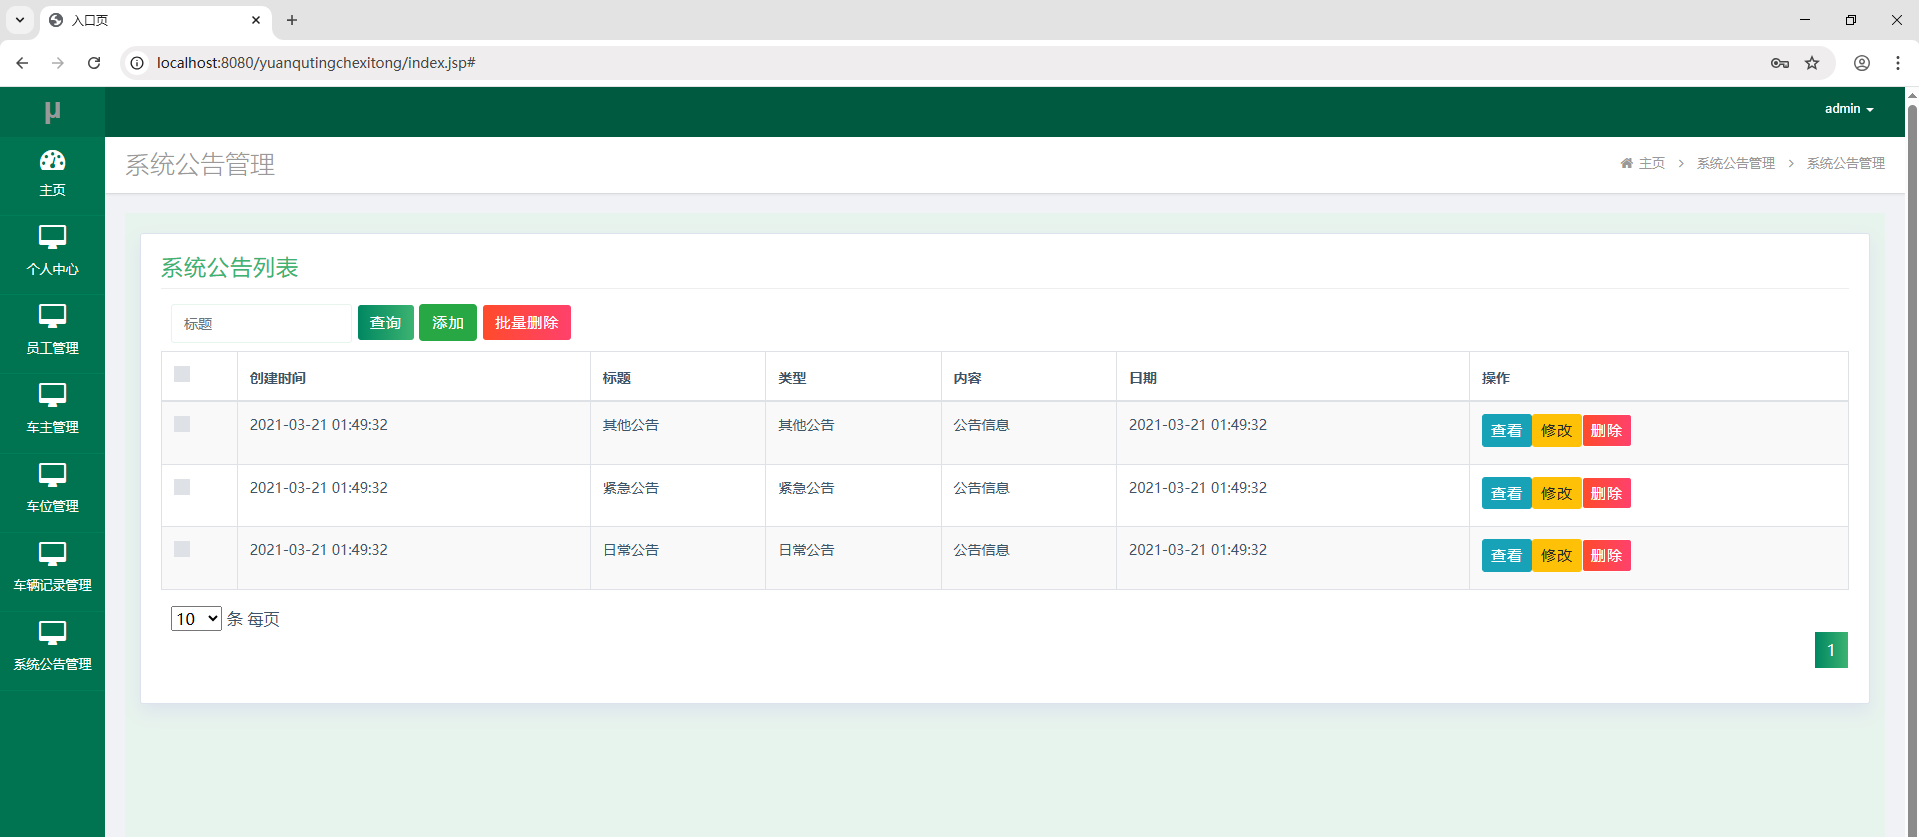 入口页
localhost:8080/yuanqutingchexitong/index.jsp#
μ
admin
主页
个人中心
员工管理
车主管理
车位管理
车辆记录管理
系统公告管理
系统公告管理
主页 > 系统公告管理 > 系统公告管理
系统公告列表
标题 查询 添加 批量删除
创建时间 标题 类型 内容 日期 操作
2021-03-21 01:49:32 其他公告 其他公告 公告信息 2021-03-21 01:49:32 查看 修改 删除
2021-03-21 01:49:32 紧急公告 紧急公告 公告信息 2021-03-21 01:49:32 查看 修改 删除
2021-03-21 01:49:32 日常公告 日常公告 公告信息 2021-03-21 01:49:32 查看 修改 删除
10 条 每页
1